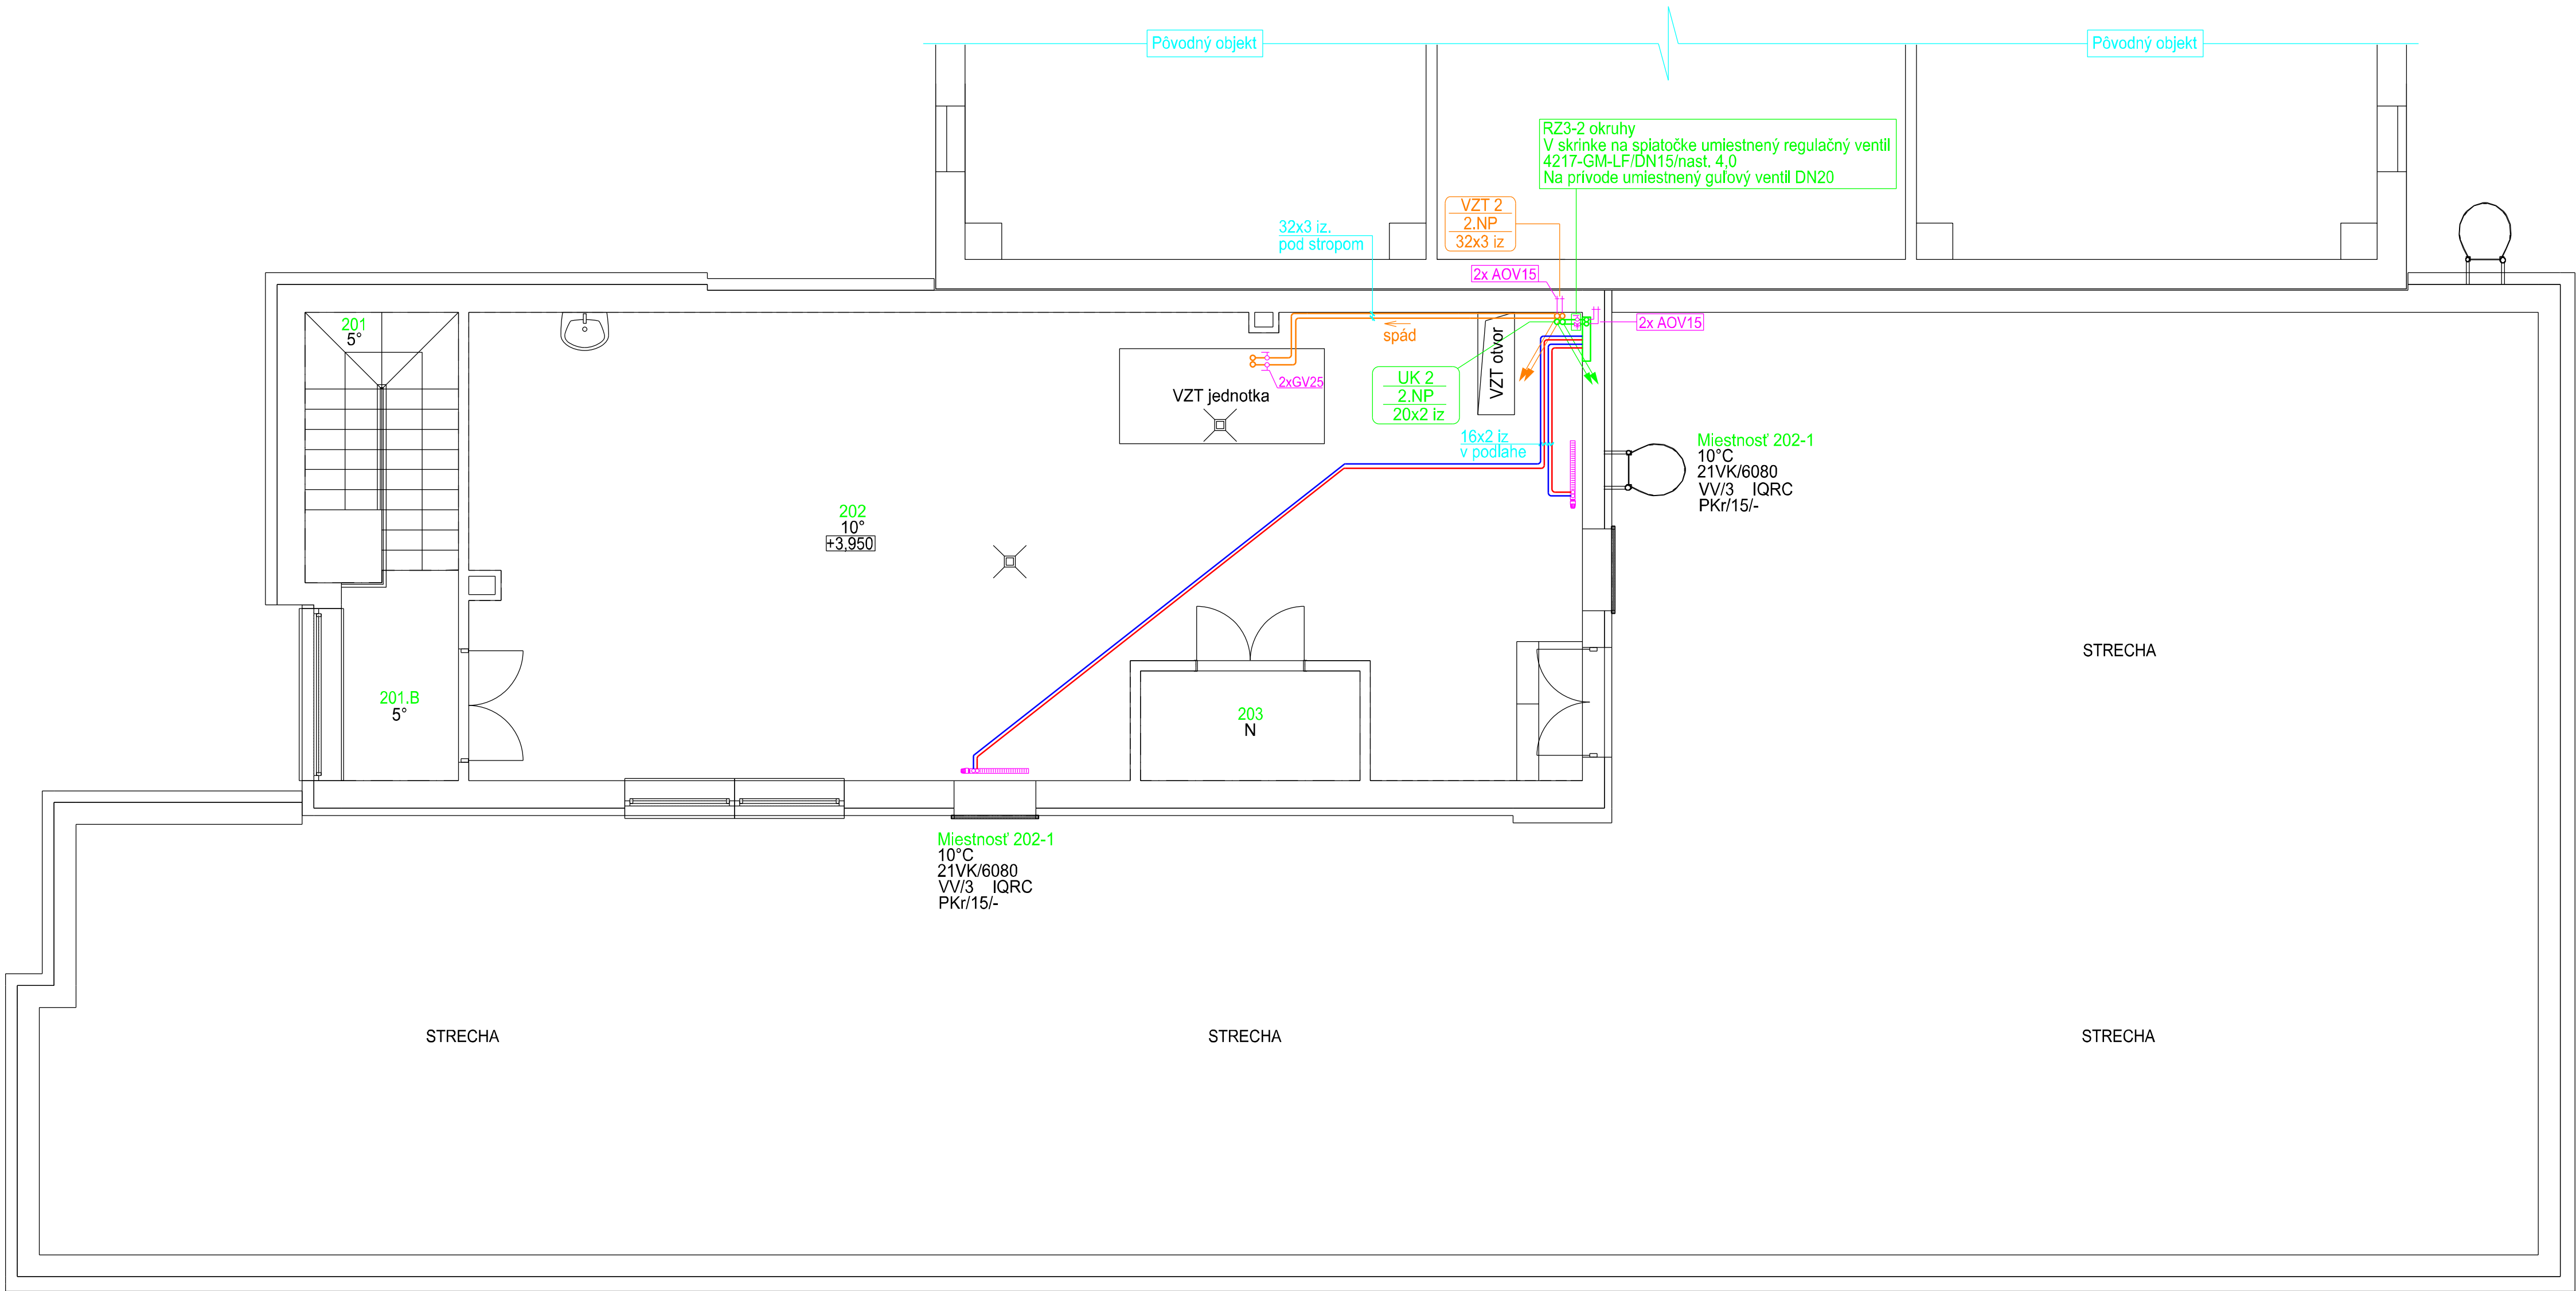 Pôvodný objekt
Pôvodný objekt
RZ3-2 okruhy
V skrinke na spiatočke umiestnený regulačný ventil
4217-GM-LF/DN15/nast. 4,0
Na prívode umiestnený guľový ventil DN20
VZT 2
2.NP
32x3 iz
32x3 iz.
pod stropom
2x AOV15
2x AOV15
201
5°
spád
2xGV25
VZT jednotka
VZT otvor
UK 2
2.NP
20x2 iz
16x2 iz
v podlahe
Miestnosť 202-1
10°C
21VK/6080
VV/3 IQRC
PKr/15/-
202
10°
+3,950
STRECHA
201.B
5°
203
N
Miestnosť 202-1
10°C
21VK/6080
VV/3 IQRC
PKr/15/-
STRECHA
STRECHA
STRECHA